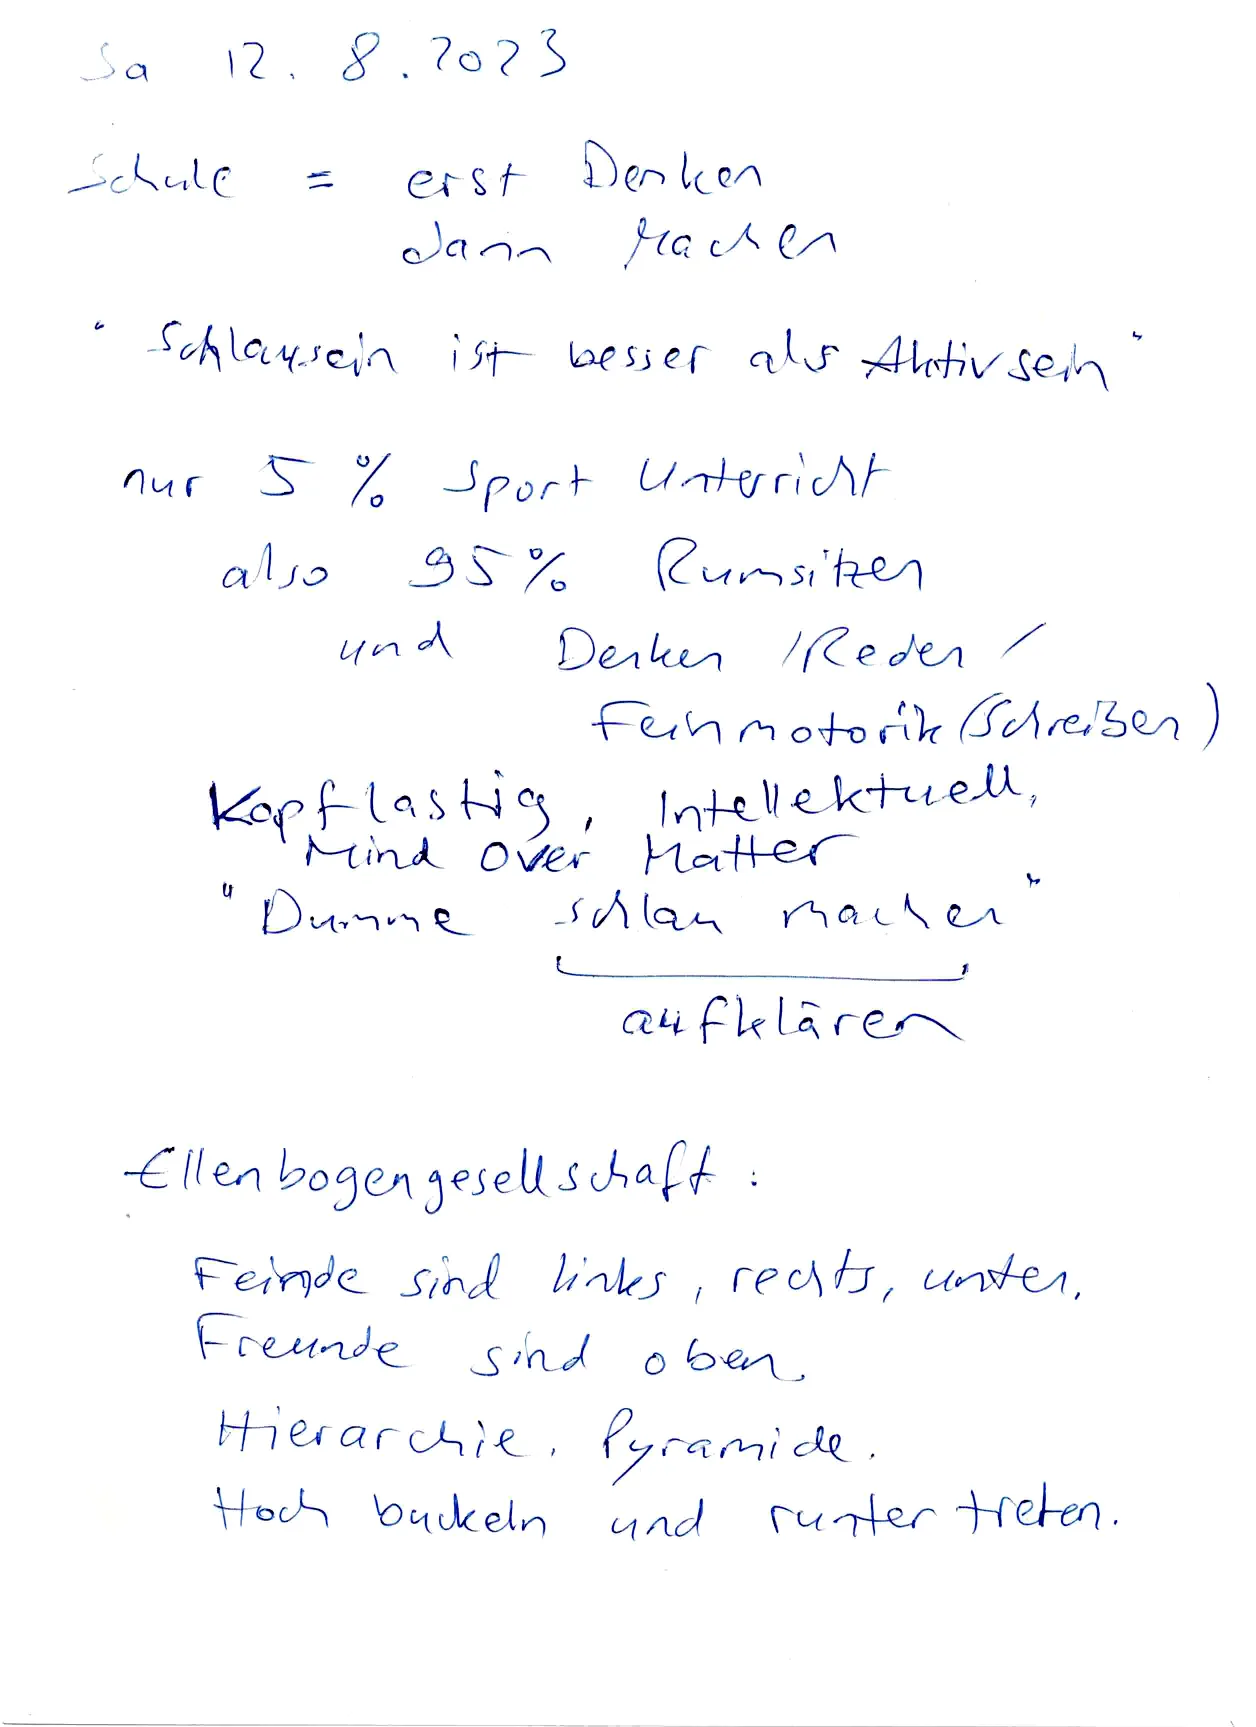 Sa 12. 8. 2023
Schule = erst Denken
dann Machen
"Schlausein ist besser als Aktivsein"
nur 5 % Sport Unterricht
also 95% Rumsitzen
und Denken / Reden /
Feinmotorik (Schreiben)
Kopflastig, Intellektuell,
Mind over Matter
"Dumme schlau machen"
aufklären
Ellenbogengesellschaft:
Feinde sind links, rechts, unten.
Freunde sind oben.
Hierarchie. Pyramide.
Hoch buckeln und runter treten.